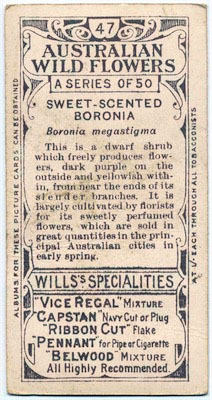 47
AUSTRALIAN
WILD FLOWERS
A SERIES OF 50
SWEET-SCENTED
BORONIA
Boronia megastigma
This is a dwarf shrub
which freely produces flow-
ers, dark purple on the
outside and yellowish with-
in, from near the ends of its
slender branches. It is
largely cultivated by florists
for its sweetly perfumed
flowers, which are sold in
great quantities in the prin-
cipal Australian cities in
early spring.
WILLS'S SPECIALITIES
"VICE REGAL" MIXTURE
"CAPSTAN" Navy Cut or Plug
"RIBBON CUT" Flake
"PENNANT" for Pipe or Cigarette
"BELWOOD" MIXTURE
All Highly Recommended.
ALBUMS FOR THESE PICTURE CARDS CAN BE OBTAINED
AT 1/- EACH THROUGH ALL TOBACCONISTS